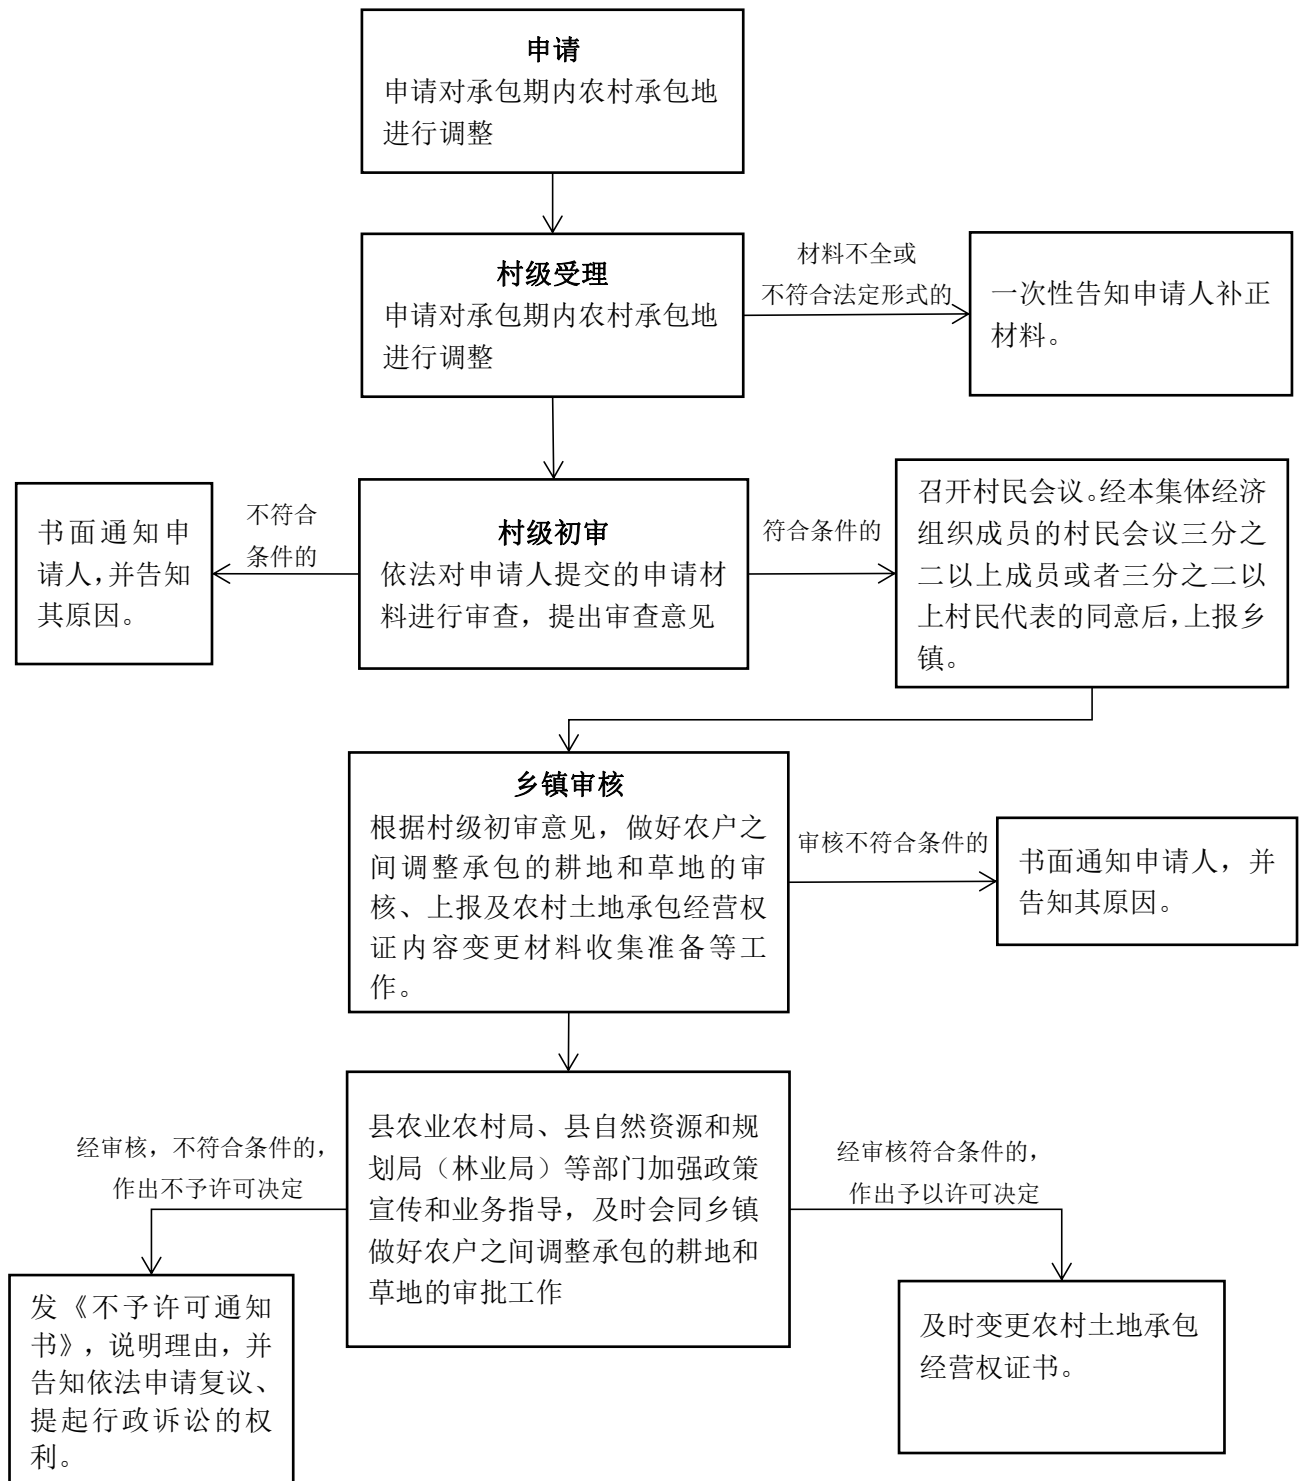 申请
申请对承包期内农村承包地
进行调整
村级受理
申请对承包期内农村承包地
进行调整
材料不全或
不符合法定形式的
一次性告知申请人补正
材料。
书面通知申
请人,并告知
其原因。
不符合
条件的
村级初审
依法对申请人提交的申请材
料进行审查，提出审查意见
符合条件的
召开村民会议。经本集体经济
组织成员的村民会议三分之
二以上成员或者三分之二以
上村民代表的同意后,上报乡
镇。
乡镇审核
根据村级初审意见，做好农户之
间调整承包的耕地和草地的审
核、上报及农村土地承包经营权
证内容变更材料收集准备等工
作。
审核不符合条件的
书面通知申请人，并
告知其原因。
县农业农村局、县自然资源和规
划局（林业局）等部门加强政策
宣传和业务指导，及时会同乡镇
做好农户之间调整承包的耕地和
草地的审批工作
经审核，不符合条件的，
作出不予许可决定
经审核符合条件的，
作出予以许可决定
发《不予许可通知
书》，说明理由，并
告知依法申请复议、
提起行政诉讼的权
利。
及时变更农村土地承包
经营权证书。